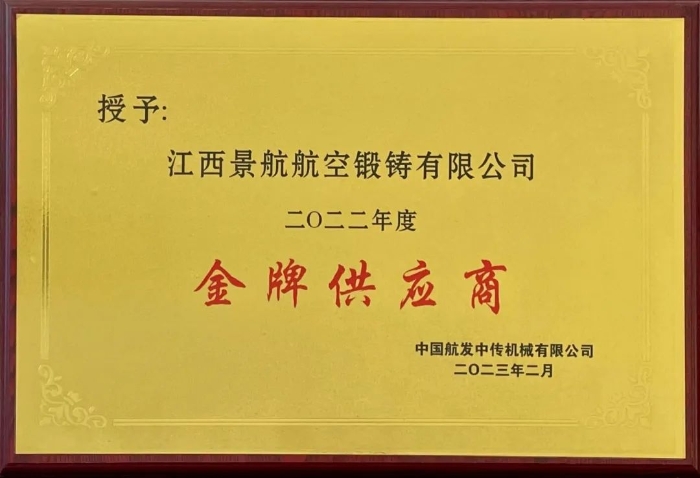 授予:
江西景航航空锻铸有限公司
二〇二二年度
金牌供应商
中国航发中传机械有限公司
二〇二三年二月